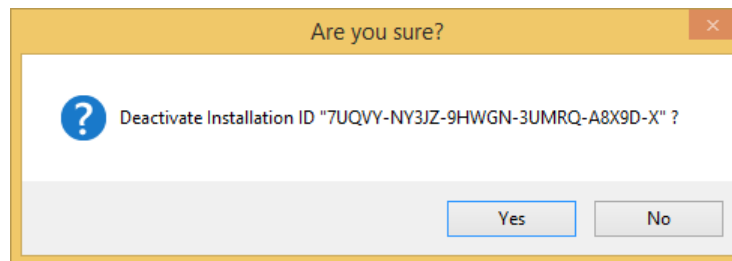 Are you sure?
Deactivate Installation ID "7UQVY-NY3JZ-9HWGN-3UMRQ-A8X9D-X" ?
Yes
No